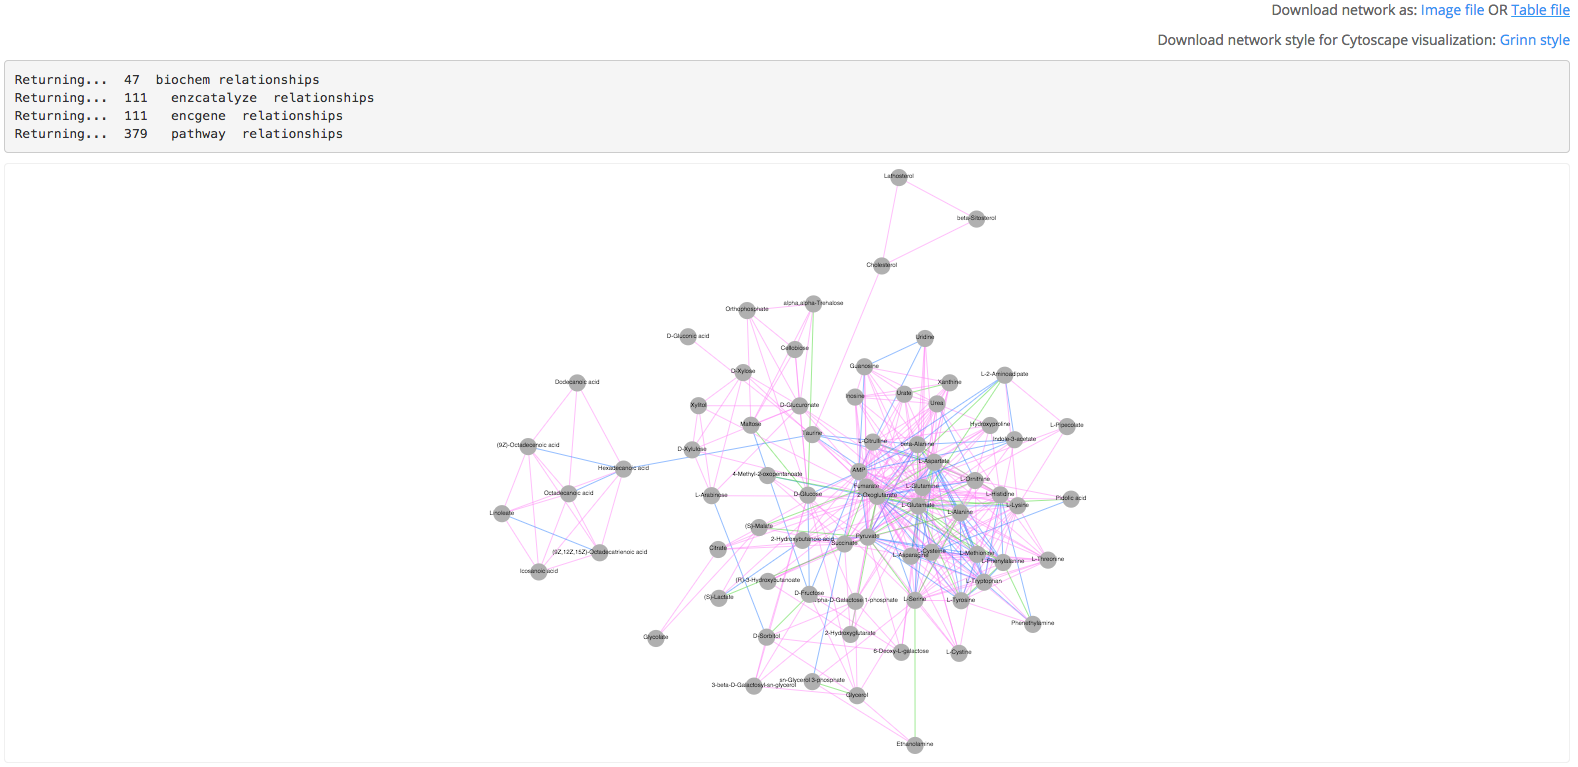 Download network as: Image file OR Table file
Download network style for Cytoscape visualization: Grinn style
Returning...  47  biochem relationships
Returning...  111   enzcatalyze  relationships
Returning...  111   encgene  relationships
Returning...  379   pathway  relationships
Lathosterol
beta-Sitosterol
Cholesterol
Orthophosphate
alpha,alpha-Trehalose
D-Gluconic acid
Uridine
Cellobiose
Guanosine
D-Xylose
L-2-Aminoadipate
Dodecanoic acid
Xanthine
Inosine
Urate
Urea
Xylitol
D-Glucuronate
Maltose
Hydroxyproline
L-Pipecolate
Taurine
Indole-3-acetate
L-Citrulline
beta-Alanine
(9Z)-Octadecenoic acid
D-Xylulose
L-Aspartate
Hexadecanoic acid
AMP
4-Methyl-2-oxopentanoate
L-Ornithine
Fumarate
L-Glutamine
Octadecanoic acid
L-Arabinose
D-Glucose
2-Oxoglutarate
L-Histidine
Pidolic acid
L-Glutamate
L-Lysine
Linoleate
L-Alanine
(S)-Malate
Pyruvate
2-Hydroxybutanoic acid
Succinate
Citrate
(9Z,12Z,15Z)-Octadecatrienoic acid
L-Asparagine
L-Cysteine
L-Methionine
L-Phenylalanine
L-Threonine
Icosanoic acid
(R)-3-Hydroxybutanoate
L-Tryptophan
(S)-Lactate
D-Fructose
alpha-D-Galactose 1-phosphate
L-Serine
L-Tyrosine
Phenethylamine
Glycolate
D-Sorbitol
2-Hydroxyglutarate
6-Deoxy-L-galactose
L-Cystine
3-beta-D-Galactosyl-sn-glycerol
sn-Glycerol 3-phosphate
Glycerol
Ethanolamine